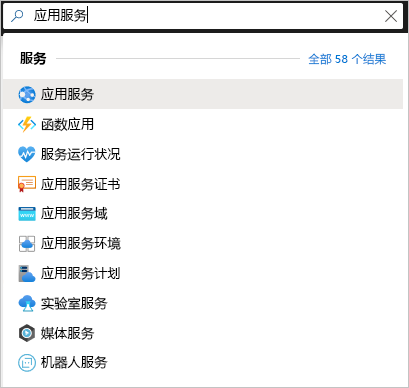 应用服务
服务
全部 58 个结果
应用服务
函数应用
服务运行状况
应用服务证书
应用服务域
应用服务环境
应用服务计划
实验室服务
媒体服务
机器人服务